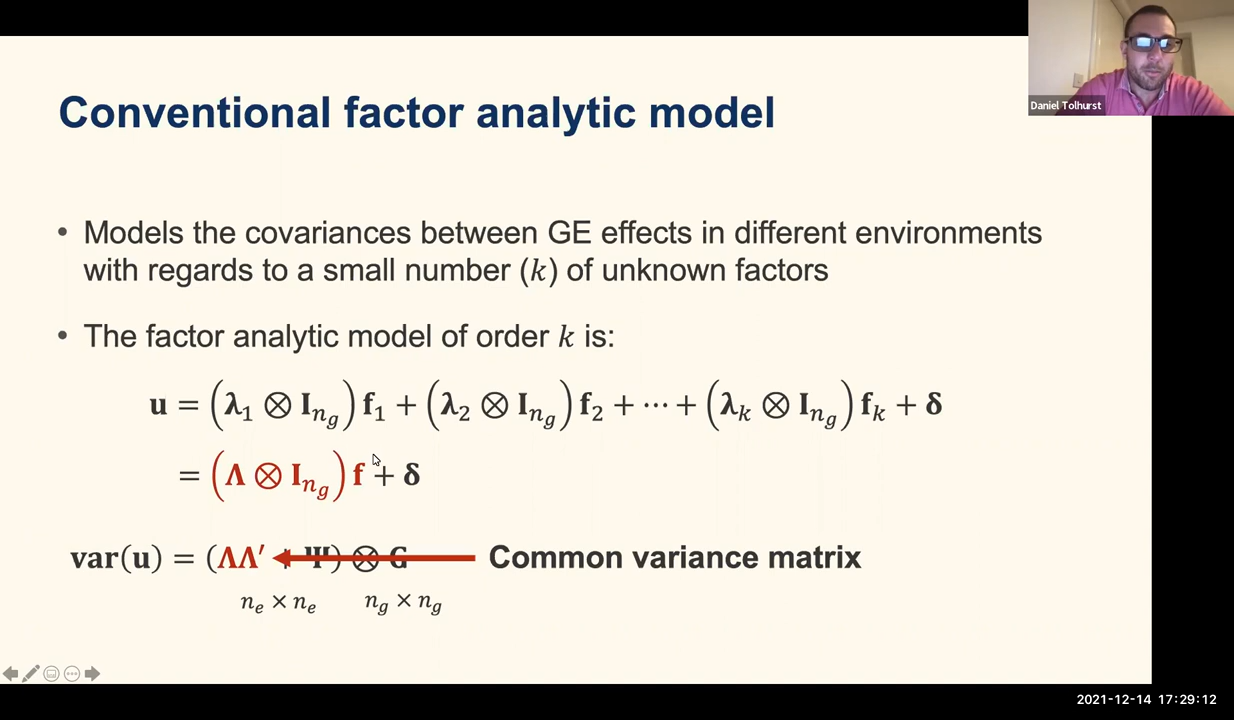 Daniel Tolhurst
Conventional factor analytic model
• Models the covariances between GE effects in different environments
with regards to a small number (k) of unknown factors
• The factor analytic model of order k is:
u = (λ₁ ⊗ I_{n_g}) f₁ + (λ₂ ⊗ I_{n_g}) f₂ + ⋯ + (λ_k ⊗ I_{n_g}) f_k + δ
= (Λ ⊗ I_{n_g}) f + δ
var(u) = (ΛΛ′ + Ψ) ⊗ G Common variance matrix
n_e × n_e n_g × n_g
2021-12-14 17:29:12